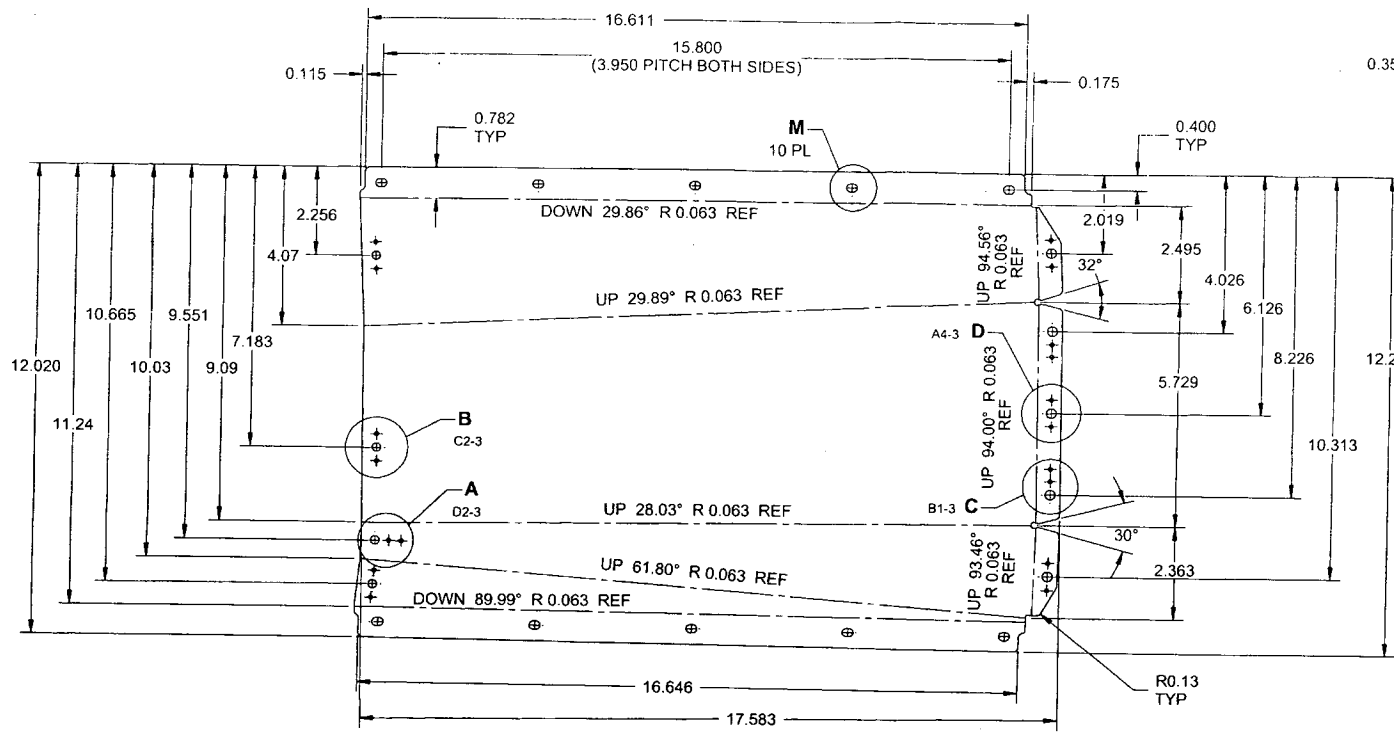 16.611
15.800
(3.950 PITCH BOTH SIDES)
0.115
0.175
0.35
0.782
TYP
M
10 PL
0.400
TYP
DOWN 29.86° R 0.063 REF
2.256
4.07
2.019
2.495
UP 94.56°
R 0.063
REF
32°
4.026
UP 29.89° R 0.063 REF
10.665
9.551
7.183
6.126
12.020
10.03
9.09
A4-3 D
8.226
12.2
5.729
11.24
B
C2-3
UP 94.00° R 0.063
REF
10.313
A
D2-3
UP 28.03° R 0.063 REF
B1-3 C
30°
UP 93.46°
R 0.063
REF
UP 61.80° R 0.063 REF
2.363
DOWN 89.99° R 0.063 REF
16.646
R0.13
TYP
17.583